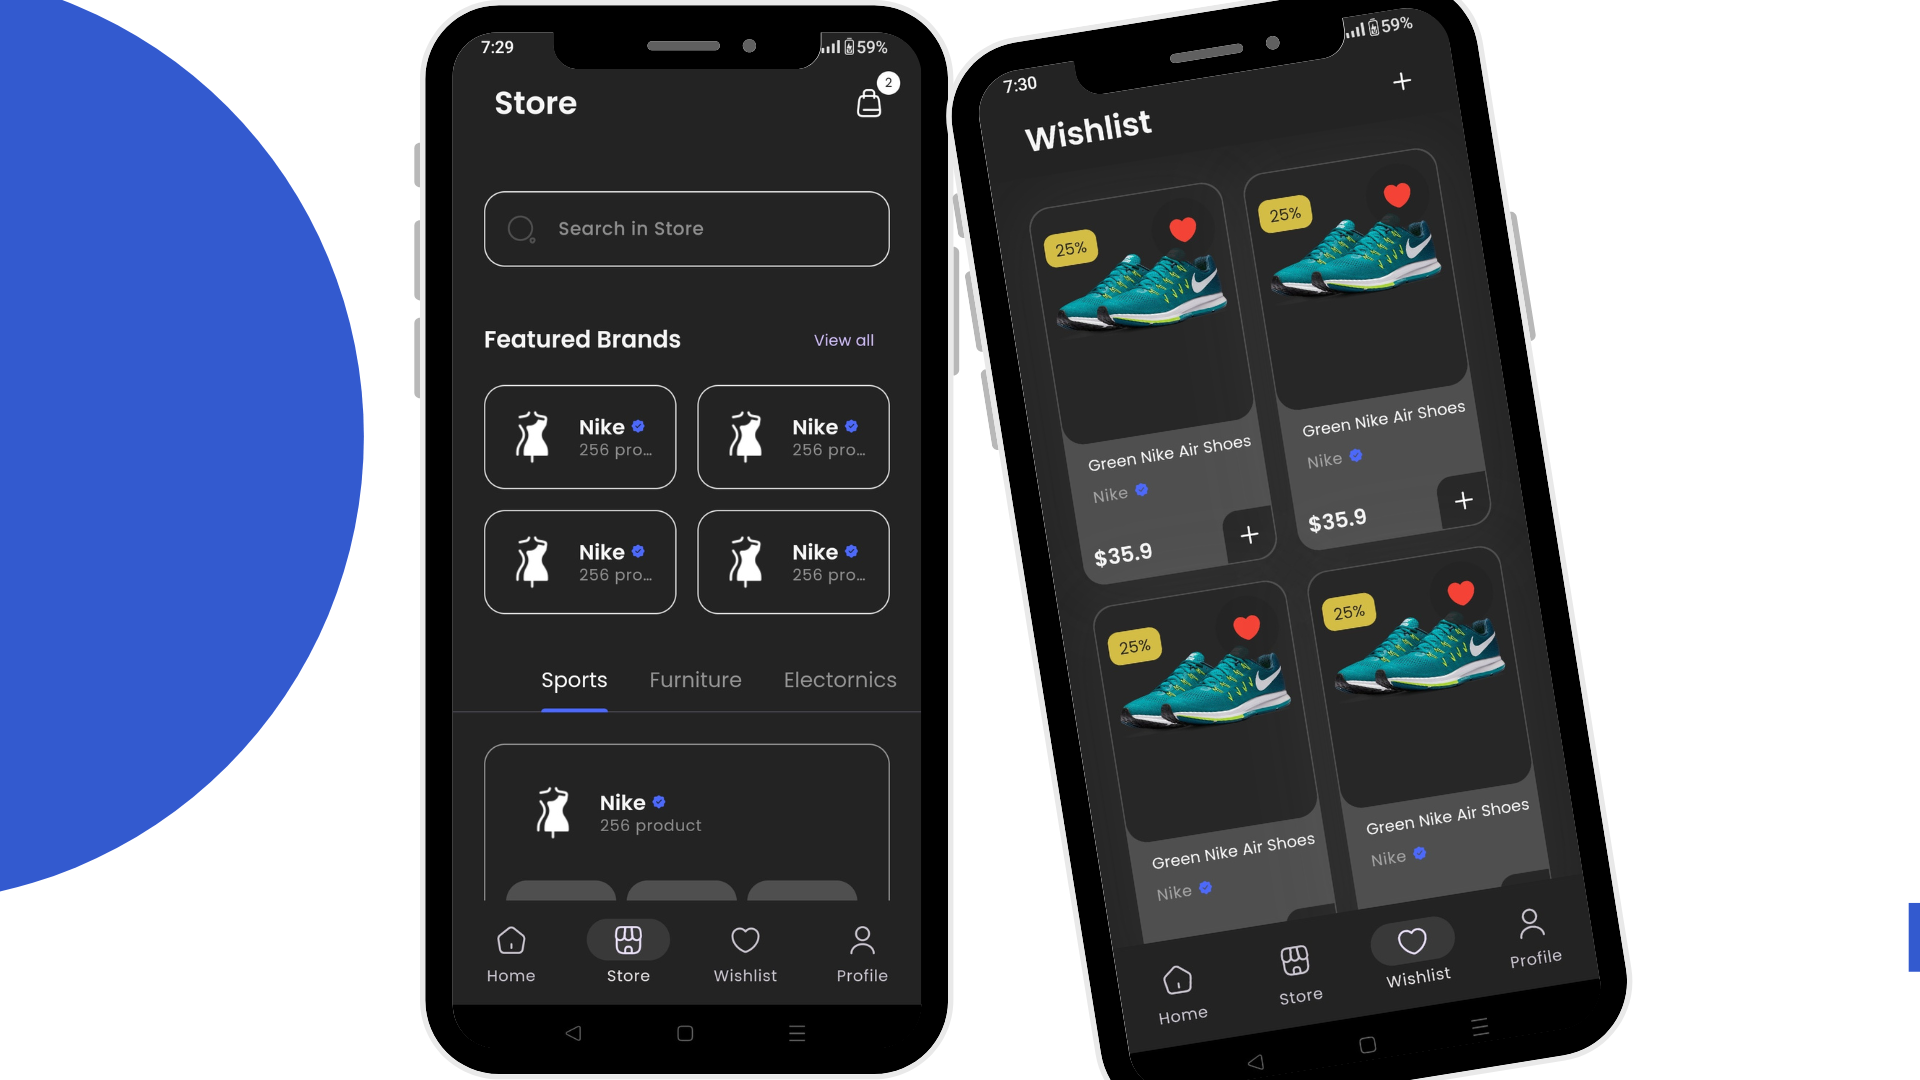 7:29
59%
Store
2
Search in Store
Featured Brands
View all
Nike
256 pro...
Nike
256 pro...
Nike
256 pro...
Nike
256 pro...
Sports Furniture Electornics
Nike
256 product
Home Store Wishlist Profile
7:30
59%
Wishlist
25%
25%
Green Nike Air Shoes
Nike
$35.9
Green Nike Air Shoes
Nike
$35.9
25%
25%
Green Nike Air Shoes
Nike
Green Nike Air Shoes
Nike
Home Store Wishlist Profile